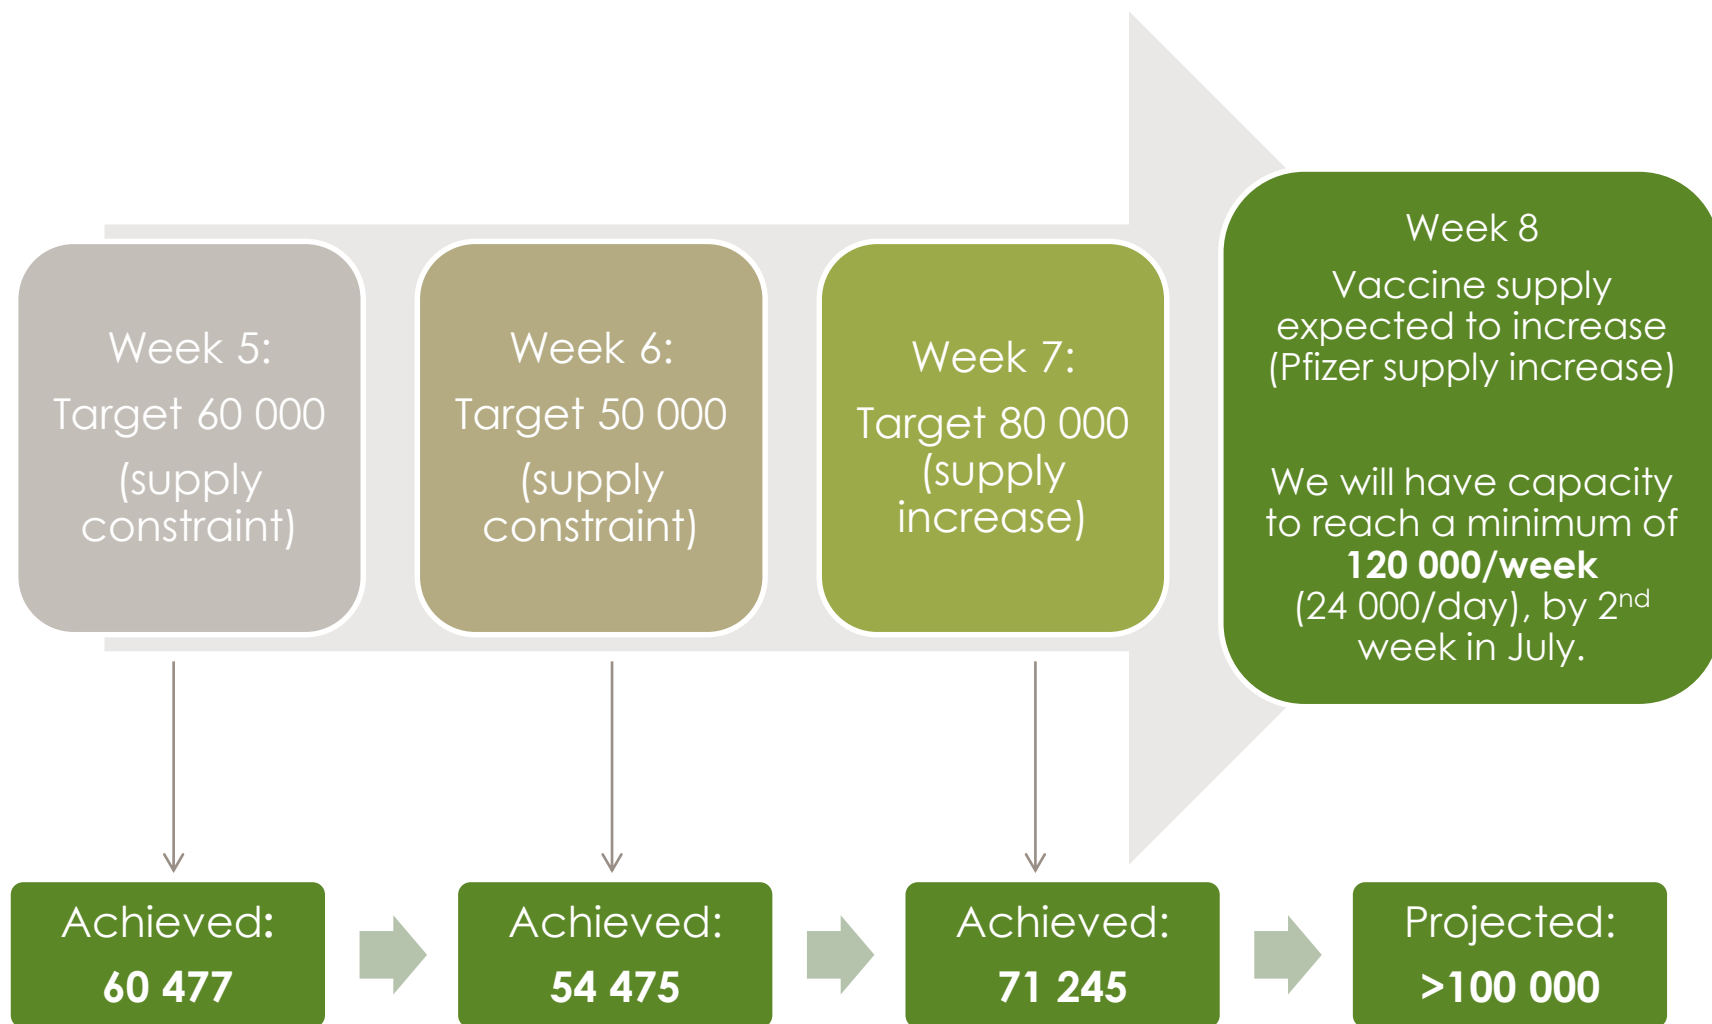 Week 5:
Target 60 000
(supply
constraint)
Week 6:
Target 50 000
(supply
constraint)
Week 7:
Target 80 000
(supply
increase)
Week 8
Vaccine supply
expected to increase
(Pfizer supply increase)
We will have capacity
to reach a minimum of
120 000/week
(24 000/day), by 2nd
week in July.
Achieved:
60 477
Achieved:
54 475
Achieved:
71 245
Projected:
>100 000